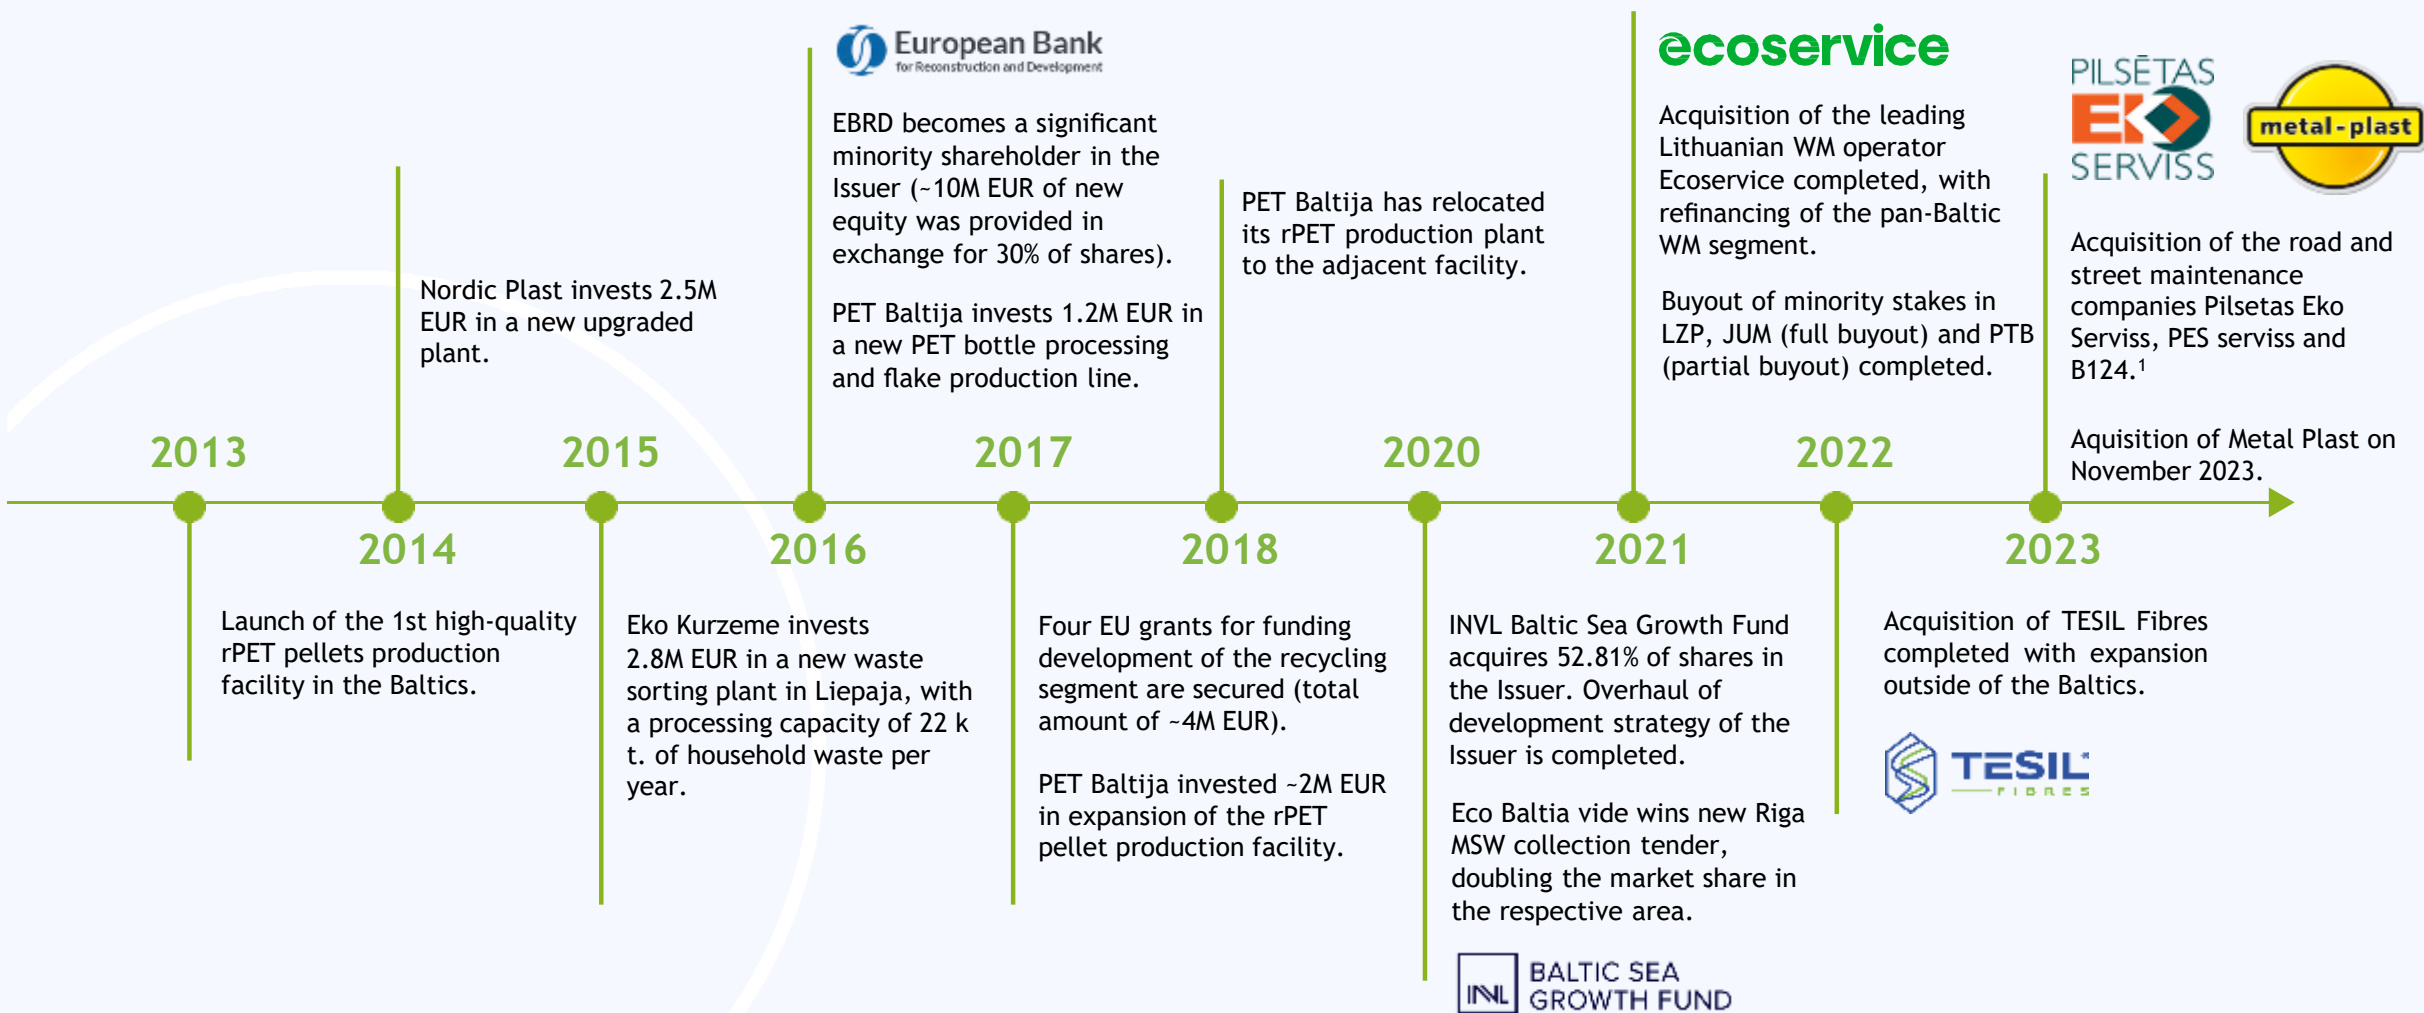 2013
Launch of the 1st high-quality
rPET pellets production
facility in the Baltics.
2014
Nordic Plast invests 2.5M
EUR in a new upgraded
plant.
2015
Eko Kurzeme invests
2.8M EUR in a new waste
sorting plant in Liepaja, with
a processing capacity of 22 k
t. of household waste per
year.
2016
European Bank
for Reconstruction and Development
EBRD becomes a significant
minority shareholder in the
Issuer (~10M EUR of new
equity was provided in
exchange for 30% of shares).
PET Baltija invests 1.2M EUR in
a new PET bottle processing
and flake production line.
2017
Four EU grants for funding
development of the recycling
segment are secured (total
amount of ~4M EUR).
PET Baltija invested ~2M EUR
in expansion of the rPET
pellet production facility.
2018
PET Baltija has relocated
its rPET production plant
to the adjacent facility.
2020
INVL Baltic Sea Growth Fund
acquires 52.81% of shares in
the Issuer. Overhaul of
development strategy of the
Issuer is completed.
Eco Baltia vide wins new Riga
MSW collection tender,
doubling the market share in
the respective area.
INVL
BALTIC SEA
GROWTH FUND
2021
ecoservice
Acquisition of the leading
Lithuanian WM operator
Ecoservice completed, with
refinancing of the pan-Baltic
WM segment.
Buyout of minority stakes in
LZP, JUM (full buyout) and PTB
(partial buyout) completed.
2022
Acquisition of TESIL Fibres
completed with expansion
outside of the Baltics.
TESIL
FIBRES
2023
PILSĒTAS
EKO
SERVISS
metal-plast
Acquisition of the road and
street maintenance
companies Pilsetas Eko
Serviss, PES serviss and
B124.¹
Aquisition of Metal Plast on
November 2023.